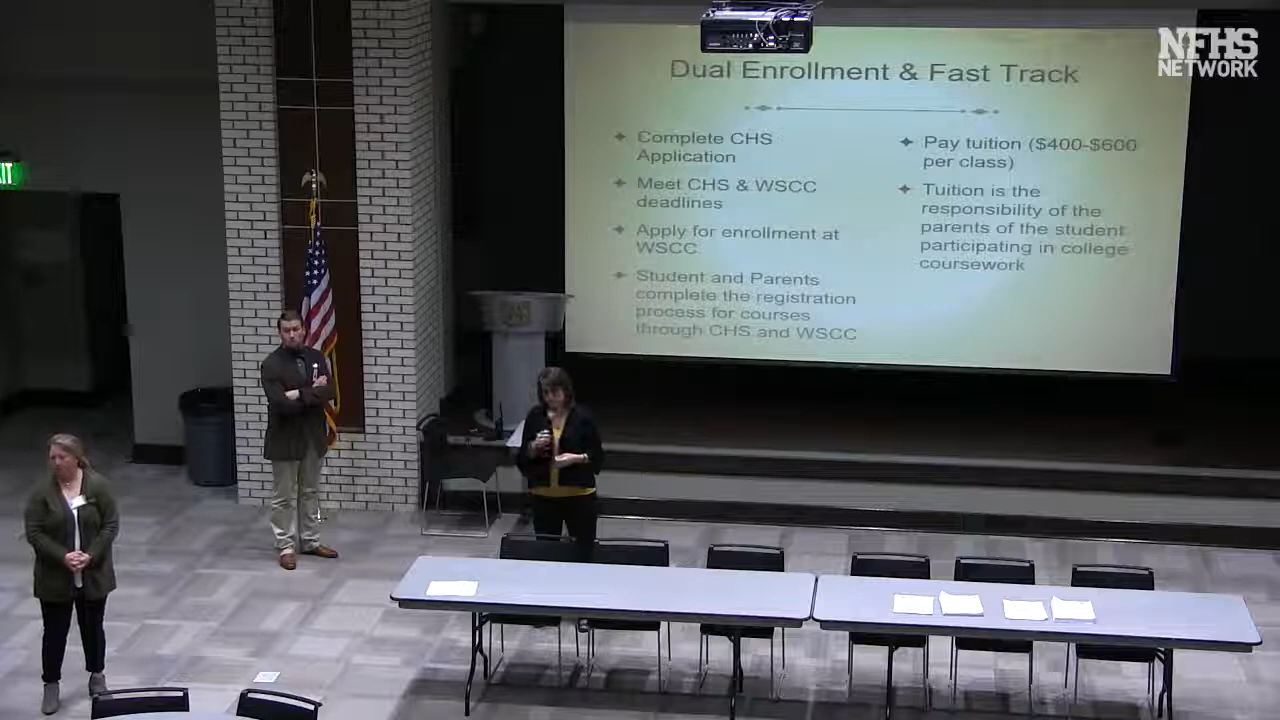 NFHS
NETWORK
Dual Enrollment & Fast Track
Complete CHS
Application
Meet CHS & WSCC
deadlines
Apply for enrollment at
WSCC.
Student and Parents
complete the registration
process for courses
through CHS and WSCC
Pay tuition ($400-$600
per class)
Tuition is the
responsibility of the
parents of the student
participating in college
coursework